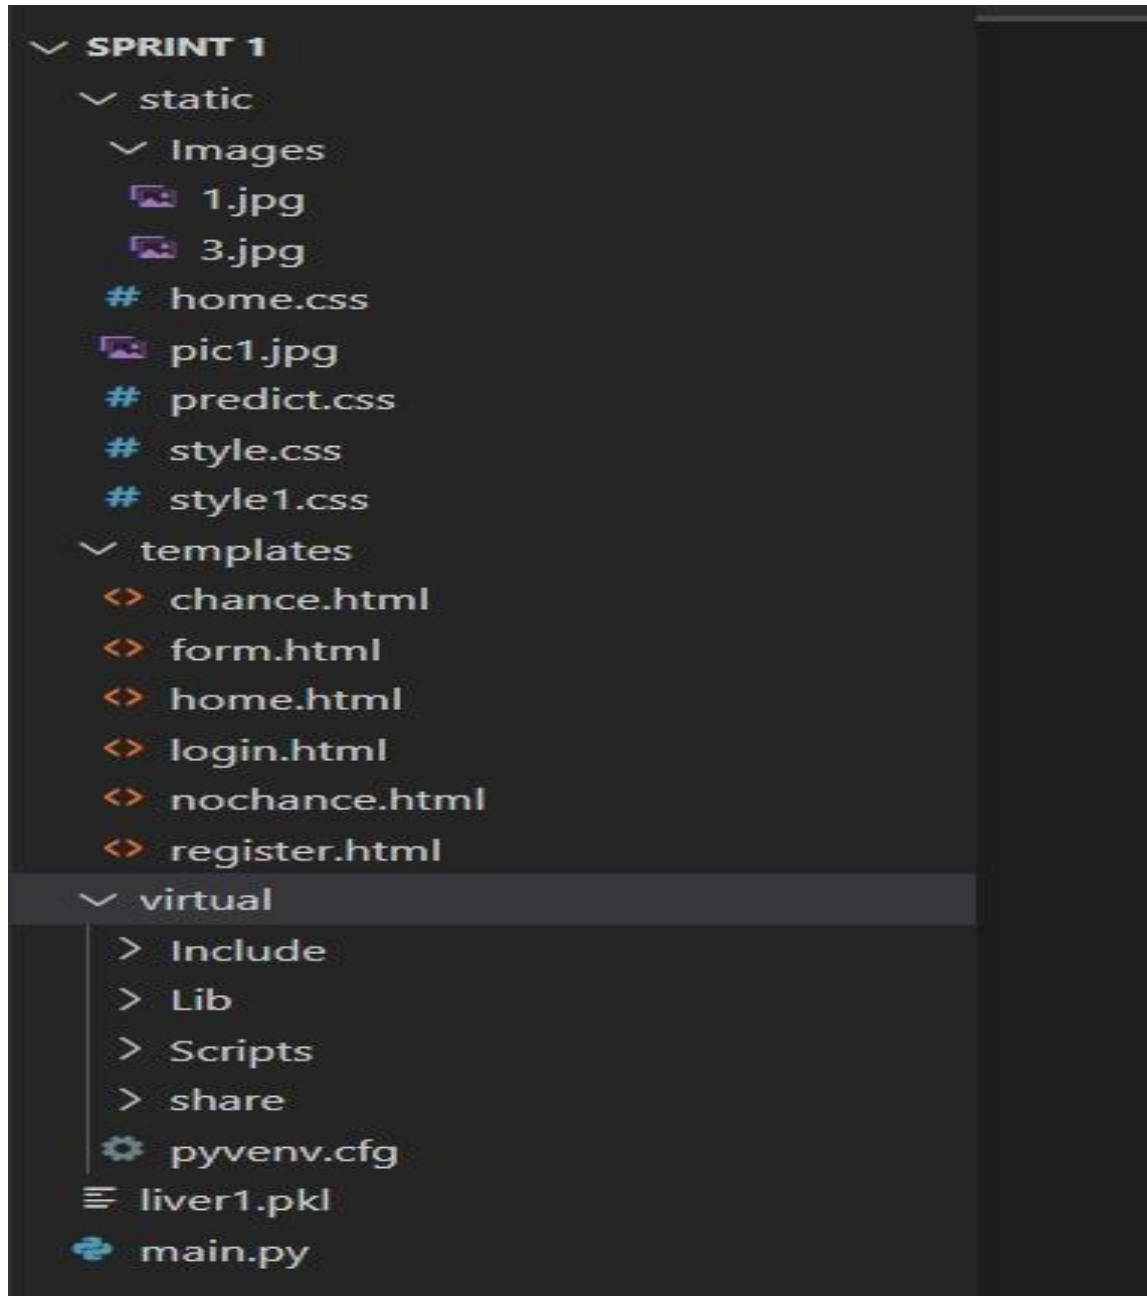 SPRINT 1
static
Images
1.jpg
3.jpg
home.css
pic1.jpg
predict.css
style.css
style1.css
templates
chance.html
form.html
home.html
login.html
nochance.html
register.html
virtual
Include
Lib
Scripts
share
pyvenv.cfg
liver1.pkl
main.py